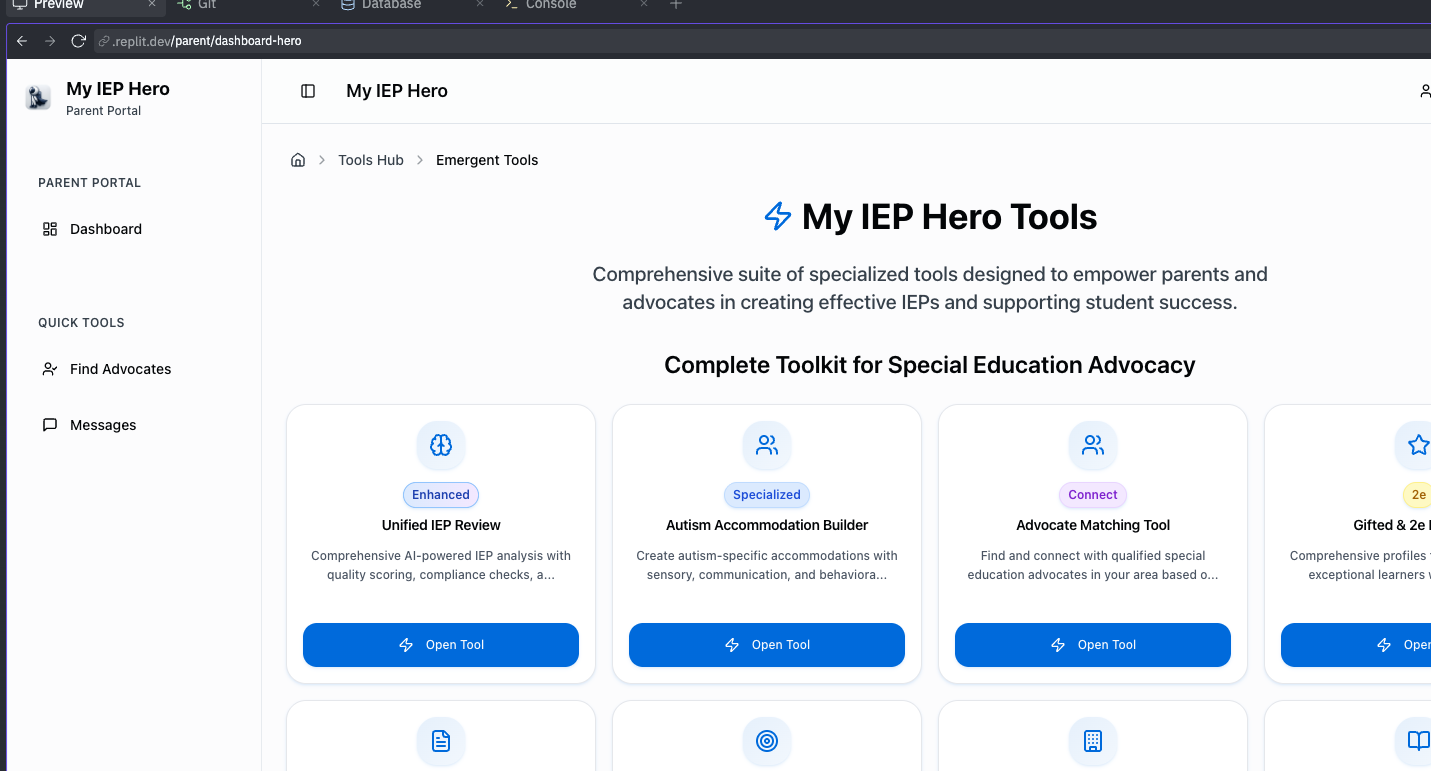 Preview
Git
Database
Console
.replit.dev/parent/dashboard-hero
My IEP Hero
Parent Portal
My IEP Hero
Tools Hub
Emergent Tools
PARENT PORTAL
Dashboard
QUICK TOOLS
Find Advocates
Messages
My IEP Hero Tools
Comprehensive suite of specialized tools designed to empower parents and
advocates in creating effective IEPs and supporting student success.
Complete Toolkit for Special Education Advocacy
Enhanced
Unified IEP Review
Comprehensive AI-powered IEP analysis with
quality scoring, compliance checks, a...
Open Tool
Specialized
Autism Accommodation Builder
Create autism-specific accommodations with
sensory, communication, and behaviora...
Open Tool
Connect
Advocate Matching Tool
Find and connect with qualified special
education advocates in your area based o...
Open Tool
2e
Gifted & 2e
Comprehensive profiles
exceptional learners